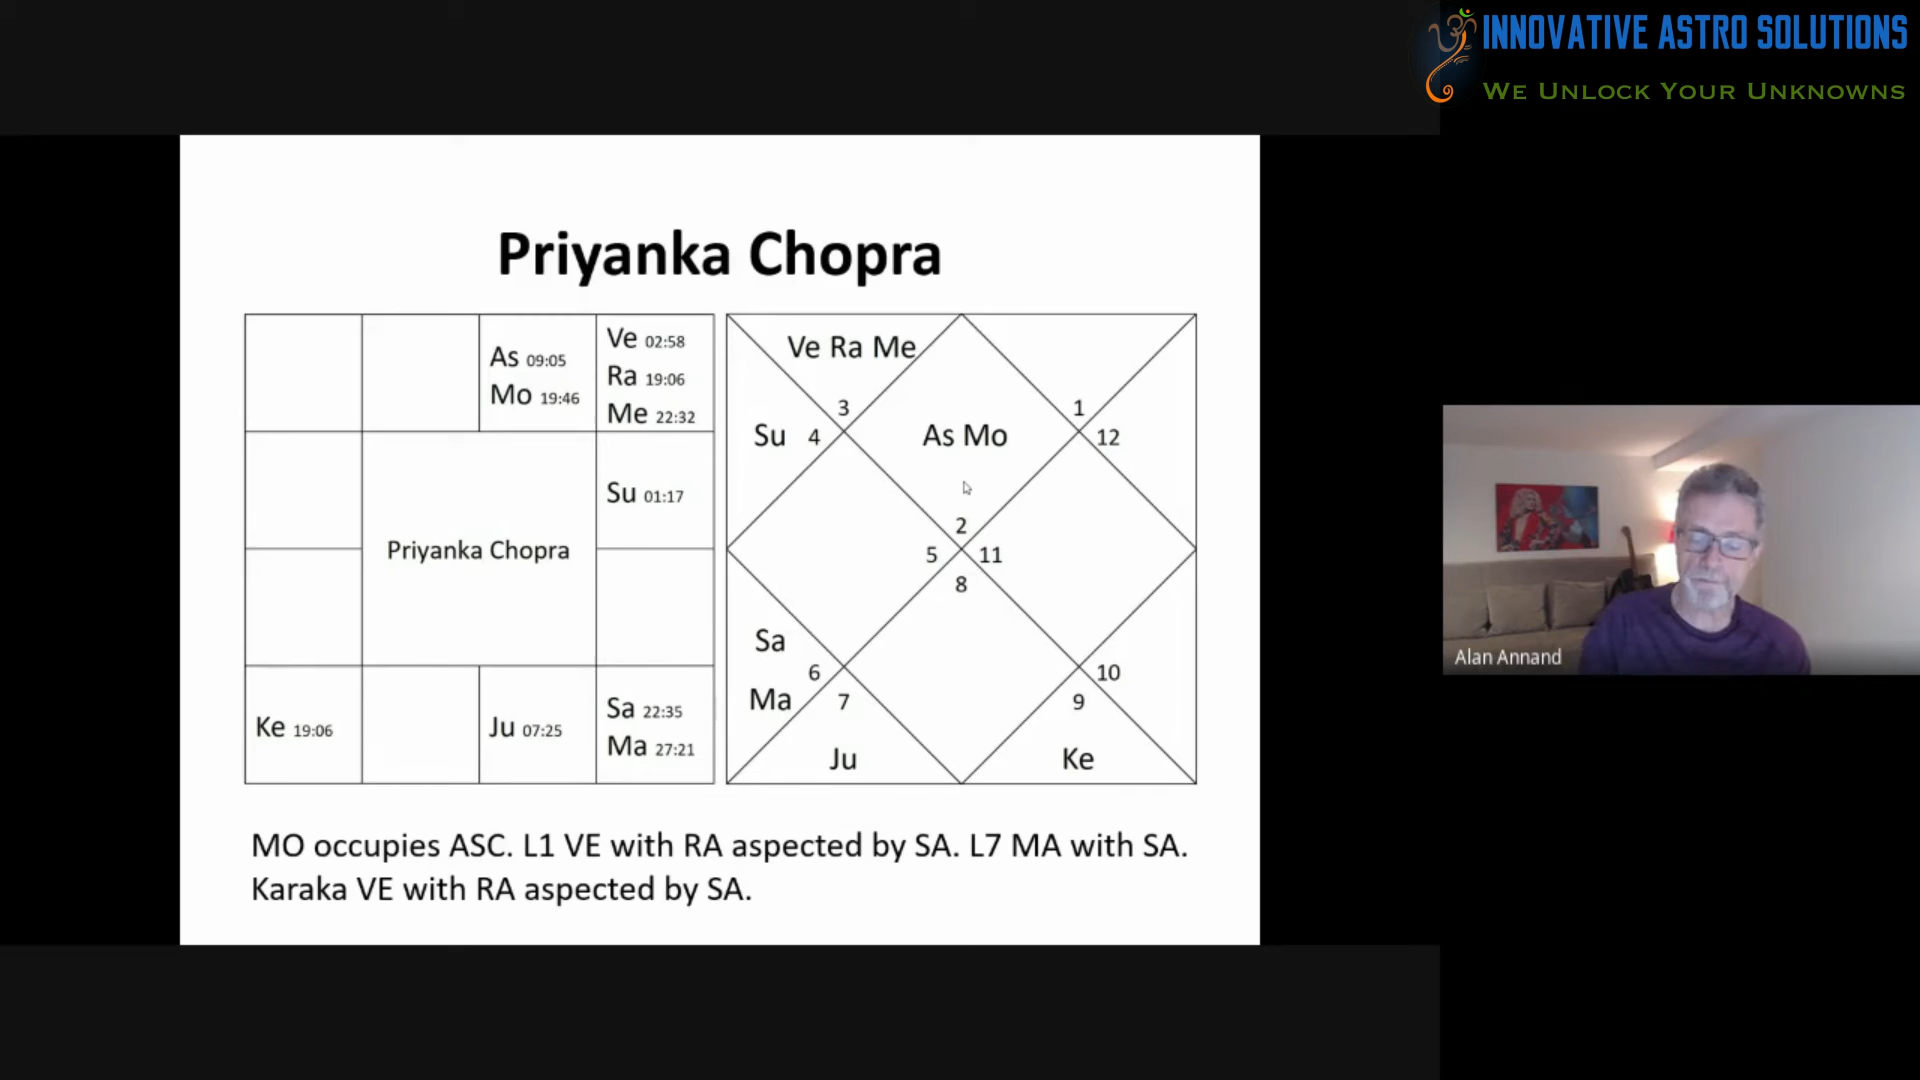 INNOVATIVE ASTRO SOLUTIONS
WE UNLOCK YOUR UNKNOWNS
Priyanka Chopra
As 09:05
Mo 19:46
Ve 02:58
Ra 19:06
Me 22:32
Su 01:17
Priyanka Chopra
Ke 19:06
Ju 07:25
Sa 22:35
Ma 27:21
Ve Ra Me
3
1
Su 4
As Mo
12
2
5 11
8
Sa
6
10
Ma
7
9
Ju
Ke
MO occupies ASC. L1 VE with RA aspected by SA. L7 MA with SA.
Karaka VE with RA aspected by SA.
Alan Annand